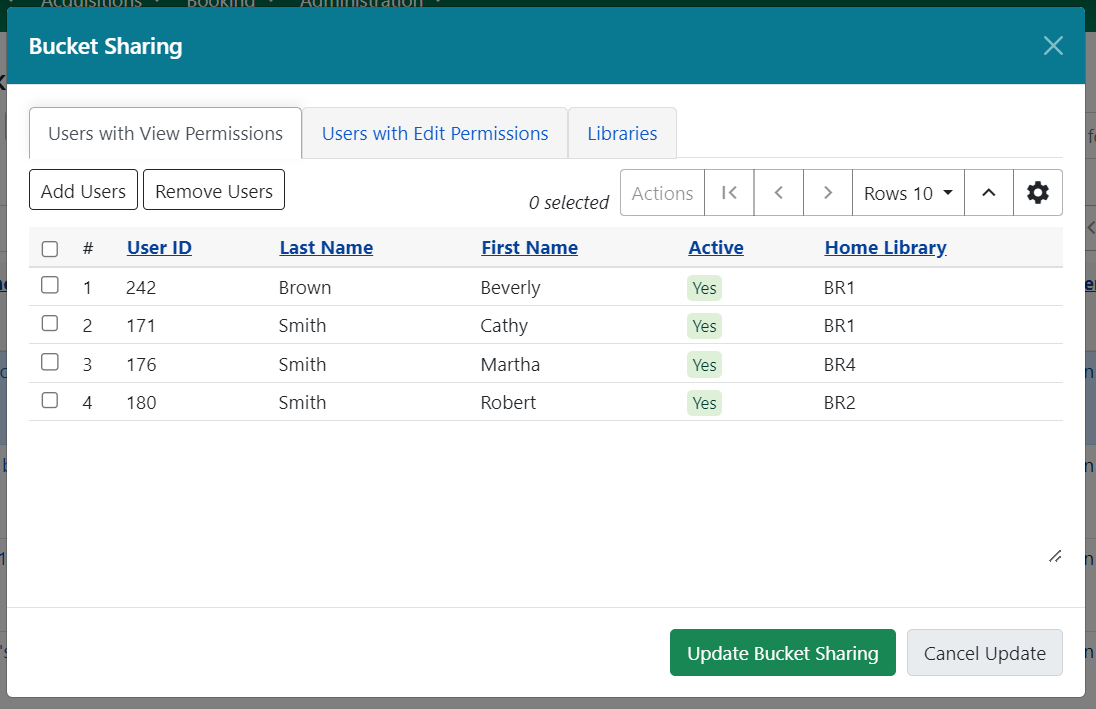 Acquisitions Booking Administration
Bucket Sharing
Users with View Permissions Users with Edit Permissions Libraries
Add Users Remove Users 0 selected Actions Rows 10
# User ID Last Name First Name Active Home Library
1 242 Brown Beverly Yes BR1
2 171 Smith Cathy Yes BR1
3 176 Smith Martha Yes BR4
4 180 Smith Robert Yes BR2
Update Bucket Sharing Cancel Update